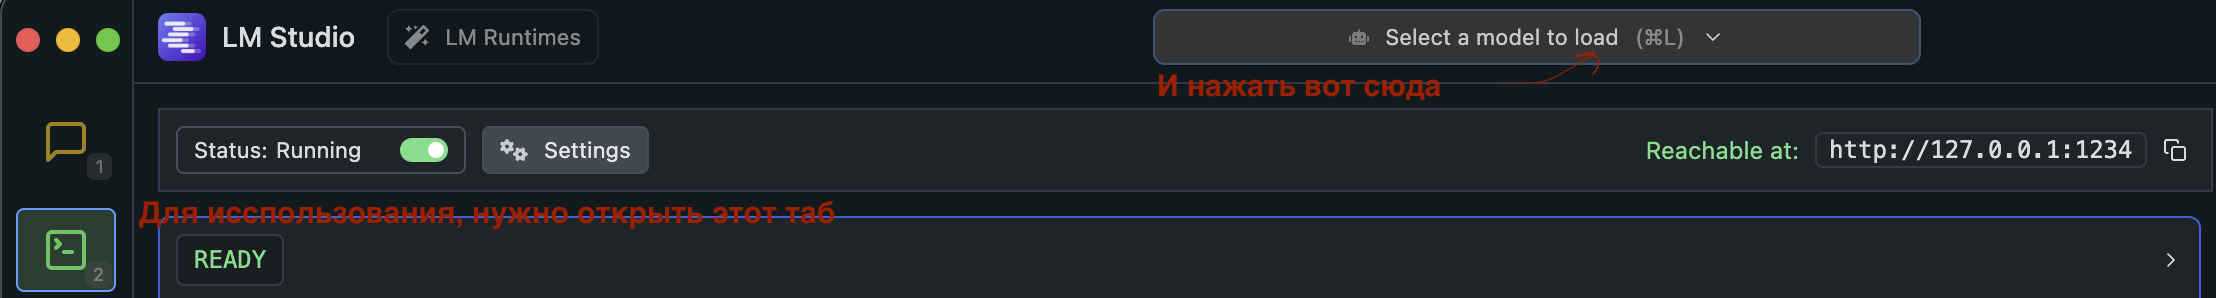 LM Studio
LM Runtimes
Select a model to load (⌘L)
И нажать вот сюда
1
Status: Running
Settings
Reachable at: http://127.0.0.1:1234
Для исспользования, нужно открыть этот таб
READY
2